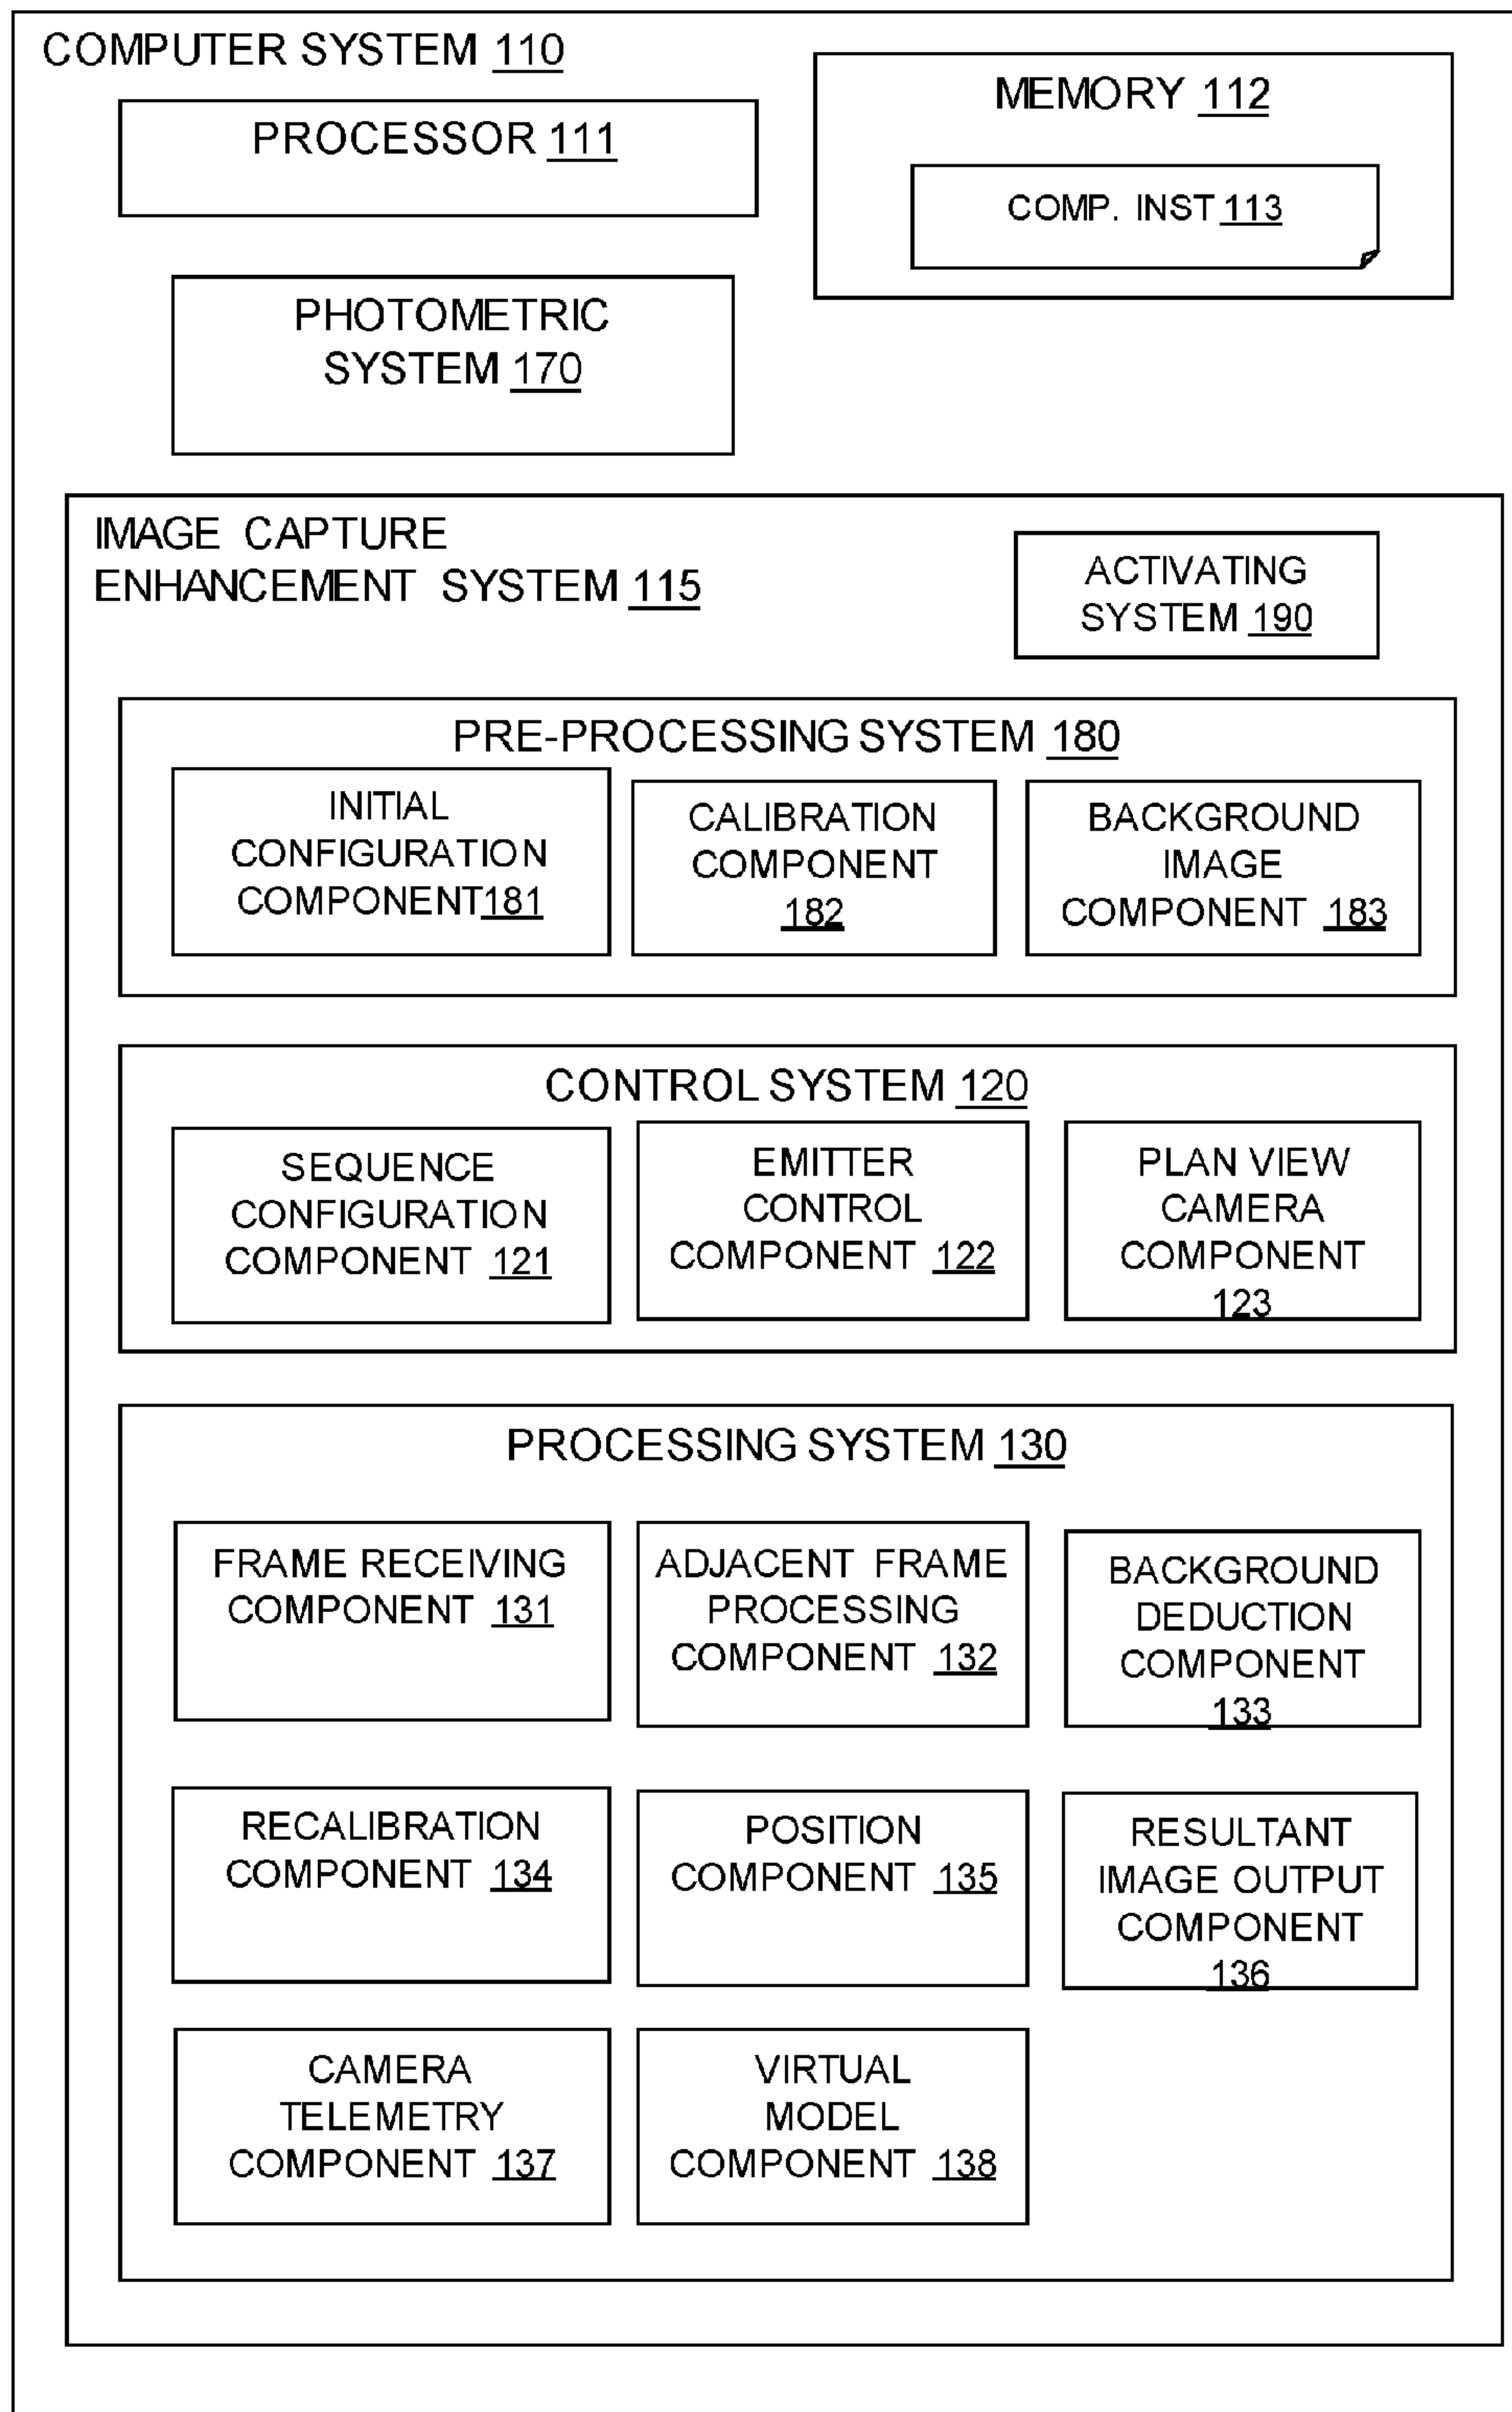 COMPUTER SYSTEM 110
PROCESSOR 111
MEMORY 112
COMP. INST 113
PHOTOMETRIC
SYSTEM 170
IMAGE CAPTURE
ENHANCEMENT SYSTEM 115
ACTIVATING
SYSTEM 190
PRE-PROCESSING SYSTEM 180
INITIAL
CONFIGURATION
COMPONENT181
CALIBRATION
COMPONENT
182
BACKGROUND
IMAGE
COMPONENT 183
CONTROL SYSTEM 120
SEQUENCE
CONFIGURATION
COMPONENT 121
EMITTER
CONTROL
COMPONENT 122
PLAN VIEW
CAMERA
COMPONENT
123
PROCESSING SYSTEM 130
FRAME RECEIVING
COMPONENT 131
ADJACENT FRAME
PROCESSING
COMPONENT 132
BACKGROUND
DEDUCTION
COMPONENT
133
RECALIBRATION
COMPONENT 134
POSITION
COMPONENT 135
RESULTANT
IMAGE OUTPUT
COMPONENT
136
CAMERA
TELEMETRY
COMPONENT 137
VIRTUAL
MODEL
COMPONENT 138